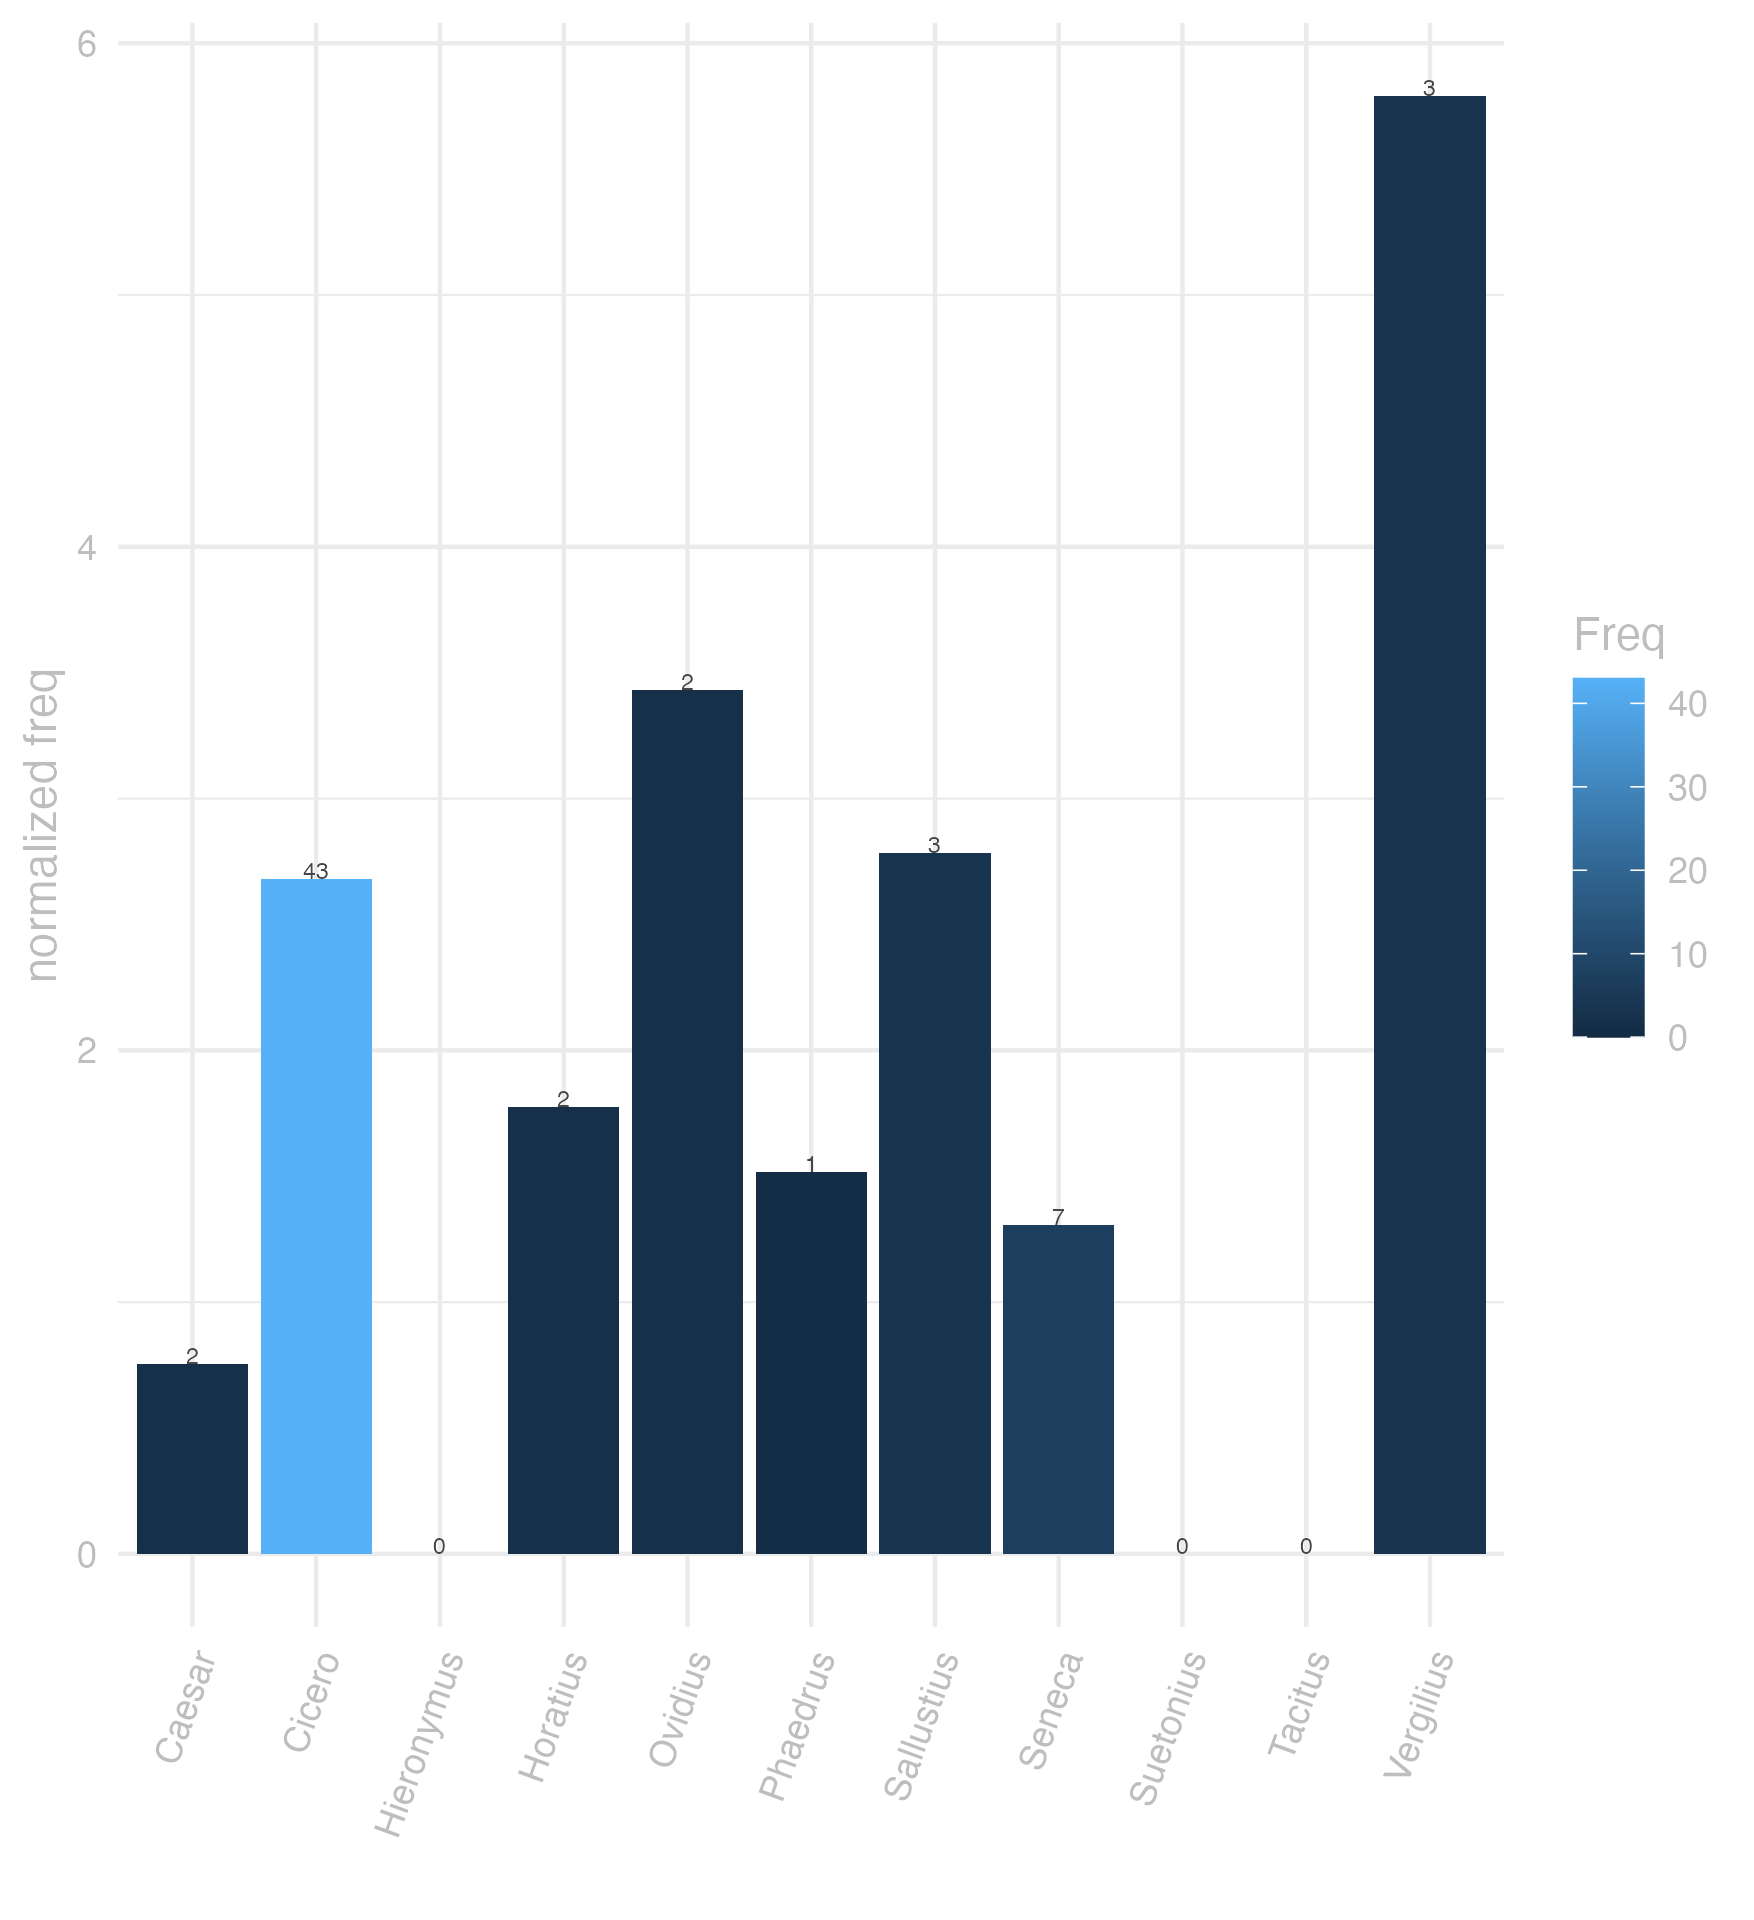 6
4
2
0
normalized freq
2
43
0
2
2
1
3
7
0
0
3
Caesar
Cicero
Hieronymus
Horatius
Ovidius
Phaedrus
Sallustius
Seneca
Suetonius
Tacitus
Vergilius
Freq
40
30
20
10
0